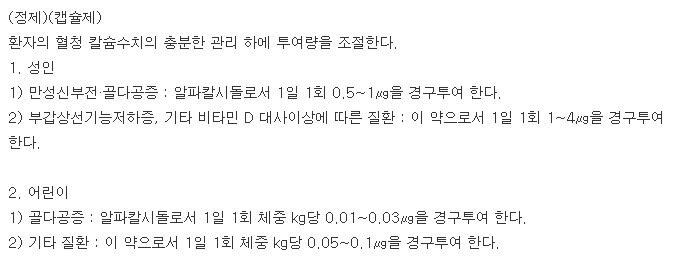 (정제)(캡슐제)
환자의 혈청 칼슘수치의 충분한 관리 하에 투여량을 조절한다.
1. 성인
1) 만성신부전·골다공증 : 알파칼시돌로서 1일 1회 0.5~1㎍을 경구투여 한다.
2) 부갑상선기능저하증, 기타 비타민 D 대사이상에 따른 질환 : 이 약으로서 1일 1회 1~4㎍을 경구투여
한다.
2. 어린이
1) 골다공증 : 알파칼시돌로서 1일 1회 체중 kg당 0.01~0.03㎍을 경구투여 한다.
2) 기타 질환 : 이 약으로서 1일 1회 체중 kg당 0.05~0.1㎍을 경구투여 한다.